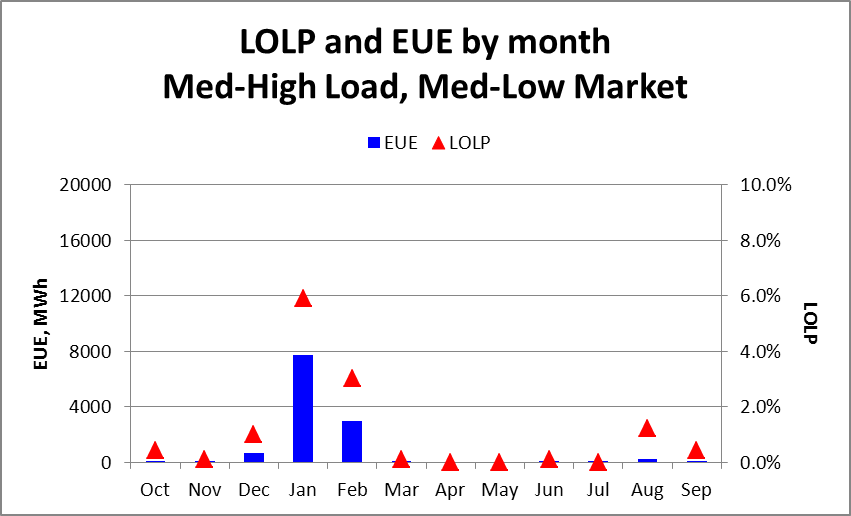 LOLP and EUE by month
Med-High Load, Med-Low Market
EUE LOLP
20000 10.0%
16000 8.0%
12000 6.0%
8000 4.0%
4000 2.0%
0 0.0%
EUE, MWh
LOLP
Oct Nov Dec Jan Feb Mar Apr May Jun Jul Aug Sep